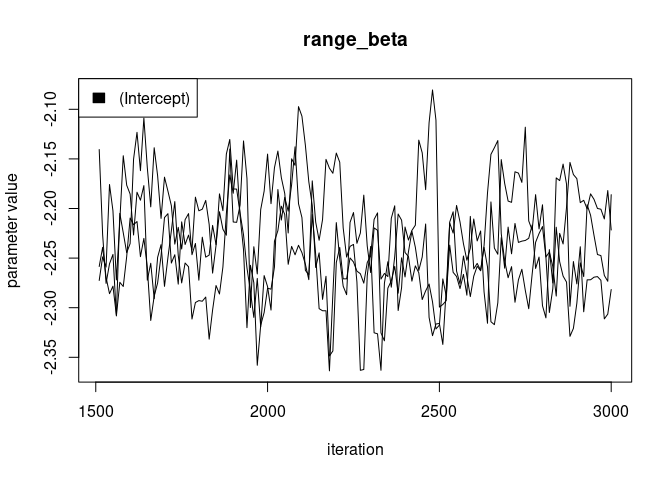 range_beta
(Intercept)
parameter value
-2.10
-2.15
-2.20
-2.25
-2.30
-2.35
1500 2000 2500 3000
iteration